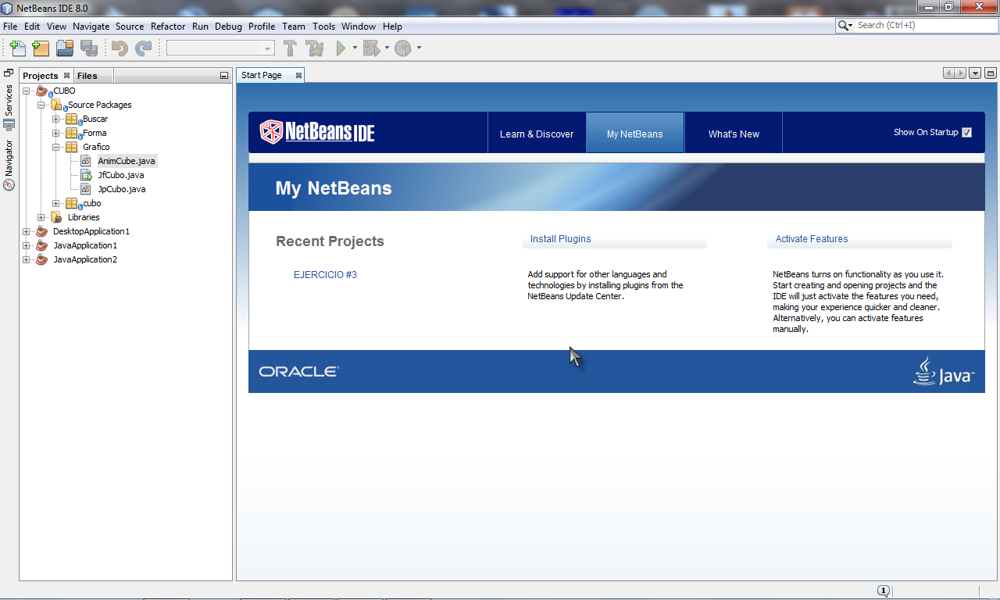 NetBeans IDE 8.0
File Edit View Navigate Source Refactor Run Debug Profile Team Tools Window Help
Search (Ctrl+I)
Services
Navigator
Projects Files
CUBO
Source Packages
Buscar
Forma
Grafico
AnimCube.java
JfCubo.java
JpCubo.java
cubo
Libraries
DesktopApplication1
JavaApplication1
JavaApplication2
Start Page
NetBeans IDE
Learn & Discover
My NetBeans
What's New
Show On Startup
My NetBeans
Recent Projects
EJERCICIO #3
Install Plugins
Add support for other languages and
technologies by installing plugins from the
NetBeans Update Center.
Activate Features
NetBeans turns on functionality as you use it.
Start creating and opening projects and the
IDE will just activate the features you need,
making your experience quicker and cleaner.
Alternatively, you can activate features
manually.
ORACLE
Java
1